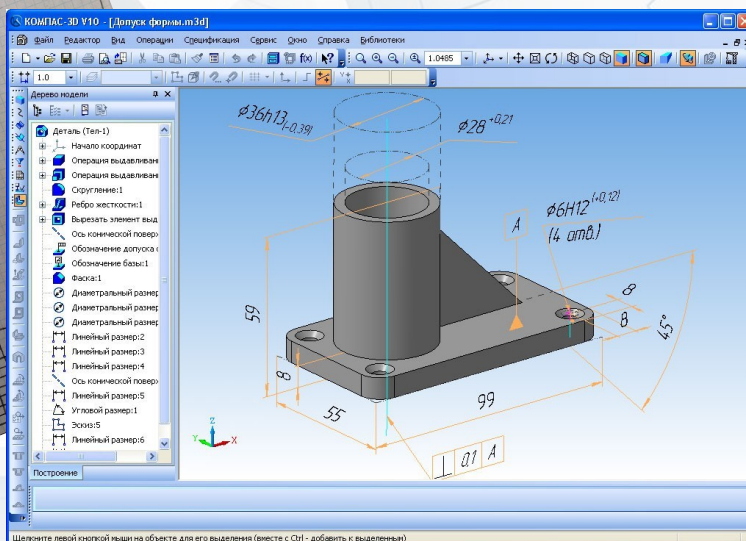 КОМПАС-3D V10 - [Допуск формы.m3d]
Файл Редактор Вид Операции Спецификация Сервис Окно Справка Библиотеки
1.0485
1.0
Дерево модели
Деталь (Тел-1)
Начало координат
Операция выдавливан
Операция выдавливан
Скругление:1
Ребро жесткости:1
Вырезать элемент выд
Ось конической поверх
Обозначение допуска ф
Обозначение базы:1
Фаска:1
Диаметральный размер
Диаметральный размер
Диаметральный размер
Линейный размер:2
Линейный размер:3
Линейный размер:4
Ось конической поверх
Линейный размер:5
Угловой размер:1
Эскиз:5
Линейный размер:6
Построение
ϕ36h13(-0,39)
ϕ28 +0,21
ϕ6H12 (+0,12)
(4 отв.)
А
59
8
8
45°
8
55
99
⊥ 0,1 А
Z
Y
X
Щелкните левой кнопкой мыши на объекте для его выделения (вместе с Ctrl - добавить к выделенным)